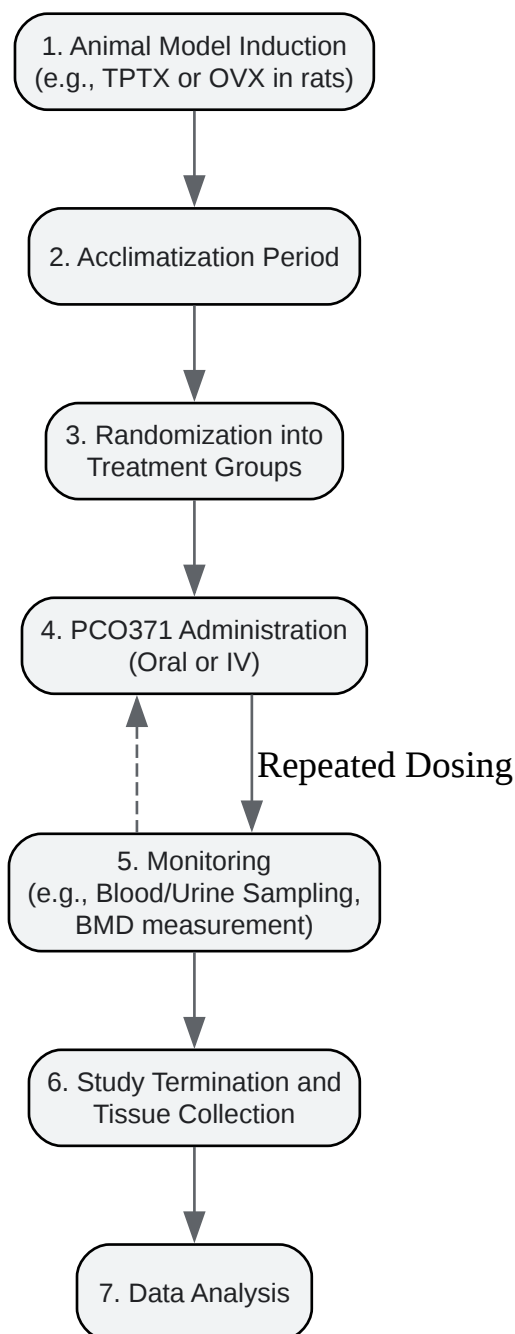 1. Animal Model Induction
(e.g., TPTX or OVX in rats)
2. Acclimatization Period
3. Randomization into
Treatment Groups
4. PCO371 Administration
(Oral or IV)
Repeated Dosing
5. Monitoring
(e.g., Blood/Urine Sampling,
BMD measurement)
6. Study Termination and
Tissue Collection
7. Data Analysis